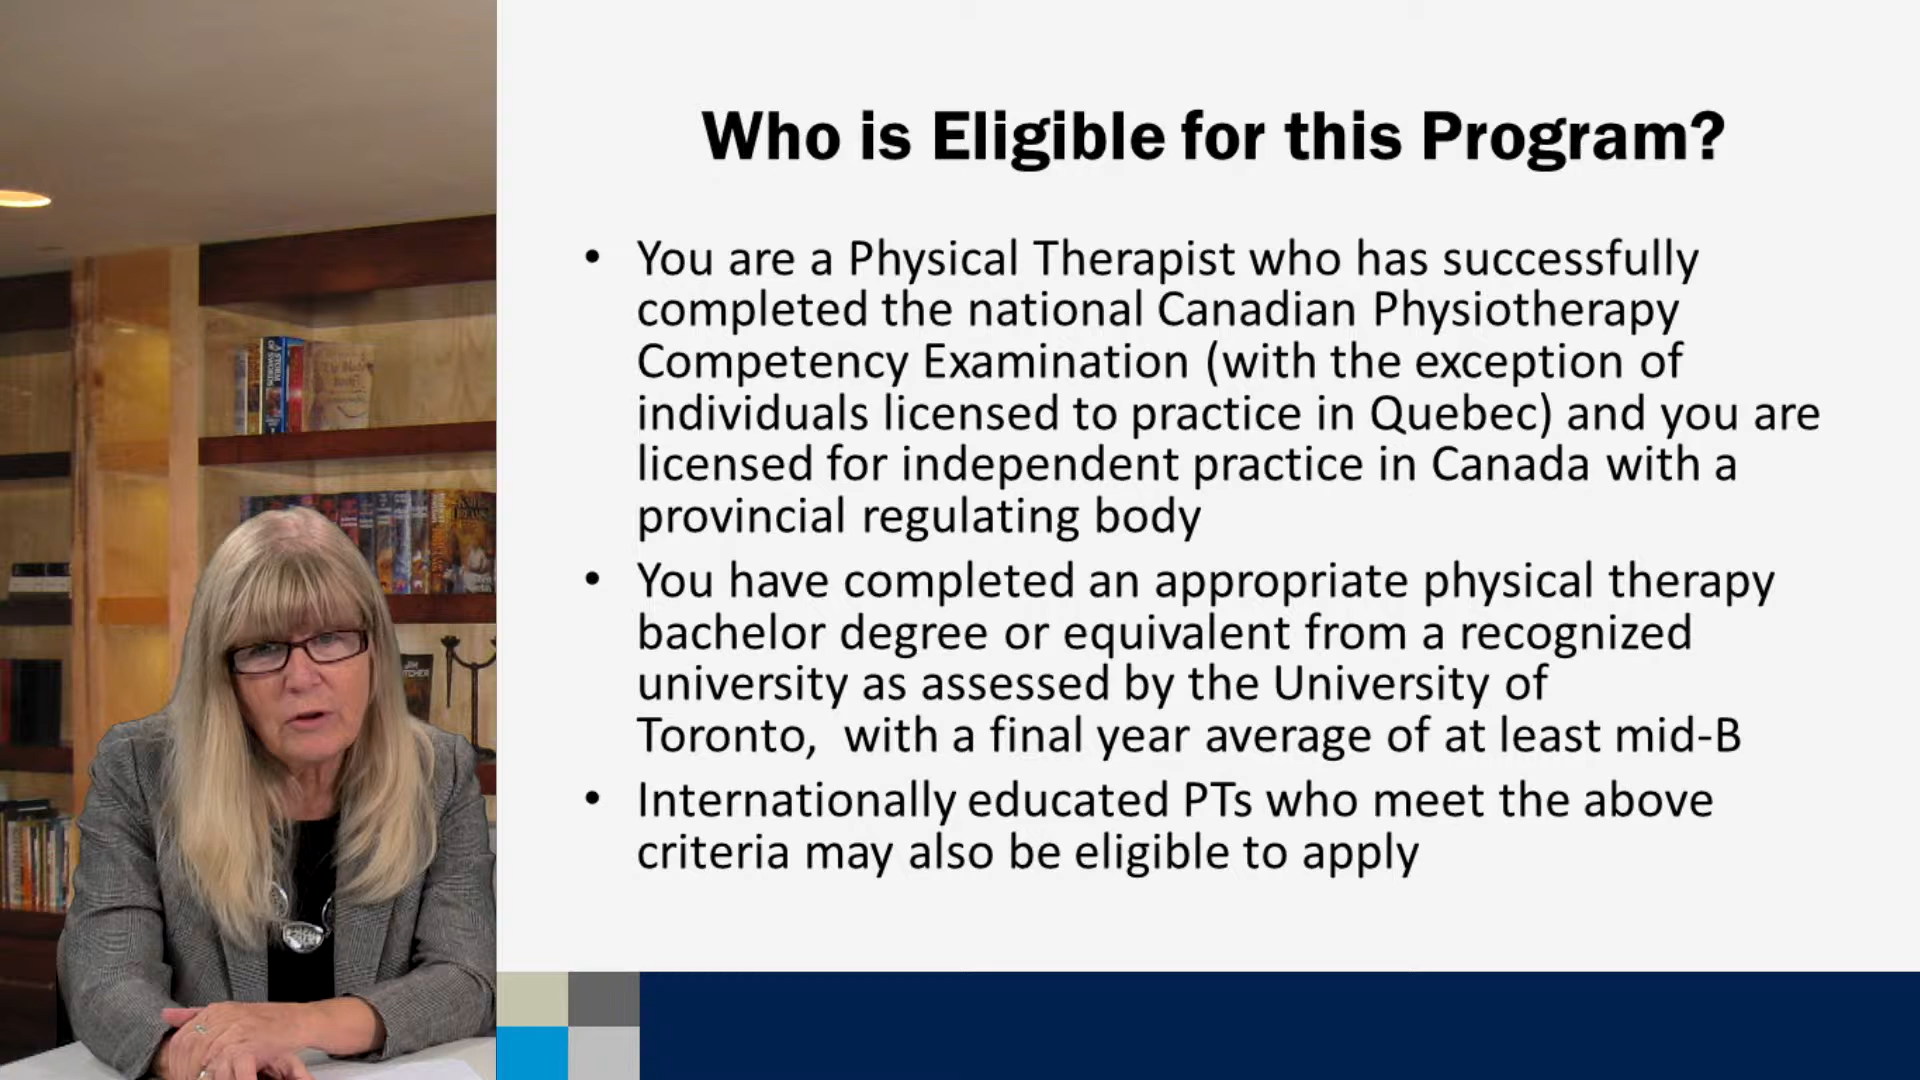 Who is Eligible for this Program?
• You are a Physical Therapist who has successfully
completed the national Canadian Physiotherapy
Competency Examination (with the exception of
individuals licensed to practice in Quebec) and you are
licensed for independent practice in Canada with a
provincial regulating body
• You have completed an appropriate physical therapy
bachelor degree or equivalent from a recognized
university as assessed by the University of
Toronto,  with a final year average of at least mid-B
• Internationally educated PTs who meet the above
criteria may also be eligible to apply
A STORM
OF SWORDS